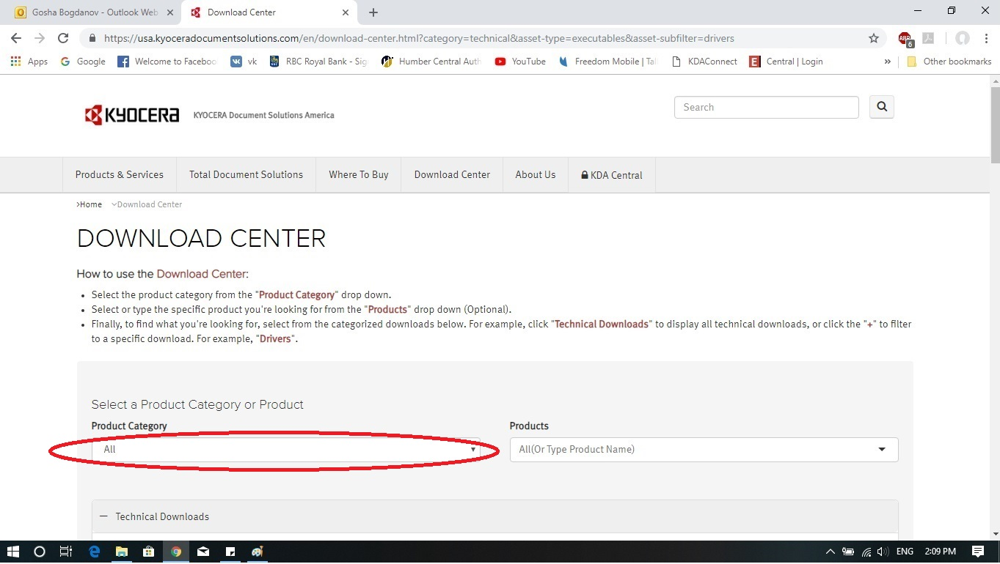 Gosha Bogdanov - Outlook Web
Download Center
https://usa.kyoceradocumentsolutions.com/en/download-center.html?category=technical&asset-type=executables&asset-subfilter=drivers
ABP
6
Apps
Google
Welcome to Faceboo
vk
RBC Royal Bank - Sig
Humber Central Auth
YouTube
Freedom Mobile | Tal
KDAConnect
Central | Login
»
Other bookmarks
KYOCERA
KYOCERA Document Solutions America
Search
Products & Services
Total Document Solutions
Where To Buy
Download Center
About Us
KDA Central
>Home
Download Center
DOWNLOAD CENTER
How to use the Download Center:
• Select the product category from the "Product Category" drop down.
• Select or type the specific product you're looking for from the "Products" drop down (Optional).
• Finally, to find what you're looking for, select from the categorized downloads below. For example, click "Technical Downloads" to display all technical downloads, or click the "+" to filter
to a specific download. For example, "Drivers".
Select a Product Category or Product
Product Category
Products
All
All(Or Type Product Name)
— Technical Downloads
ENG
2:09 PM